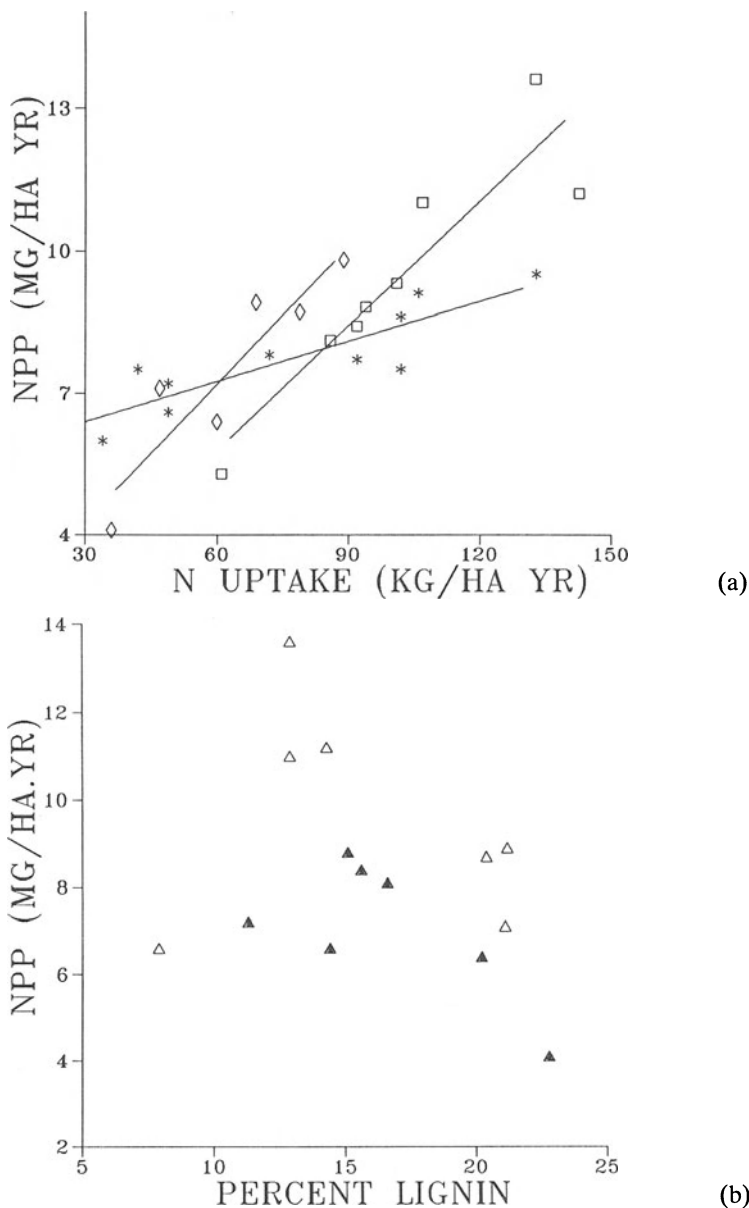 NPP (MG/HA YR)
13
10
7
4
30 60 90 120 150
N UPTAKE (KG/HA YR)
(a)
NPP (MG/HA.YR)
14
12
10
8
6
4
2
5 10 15 20 25
PERCENT LIGNIN
(b)